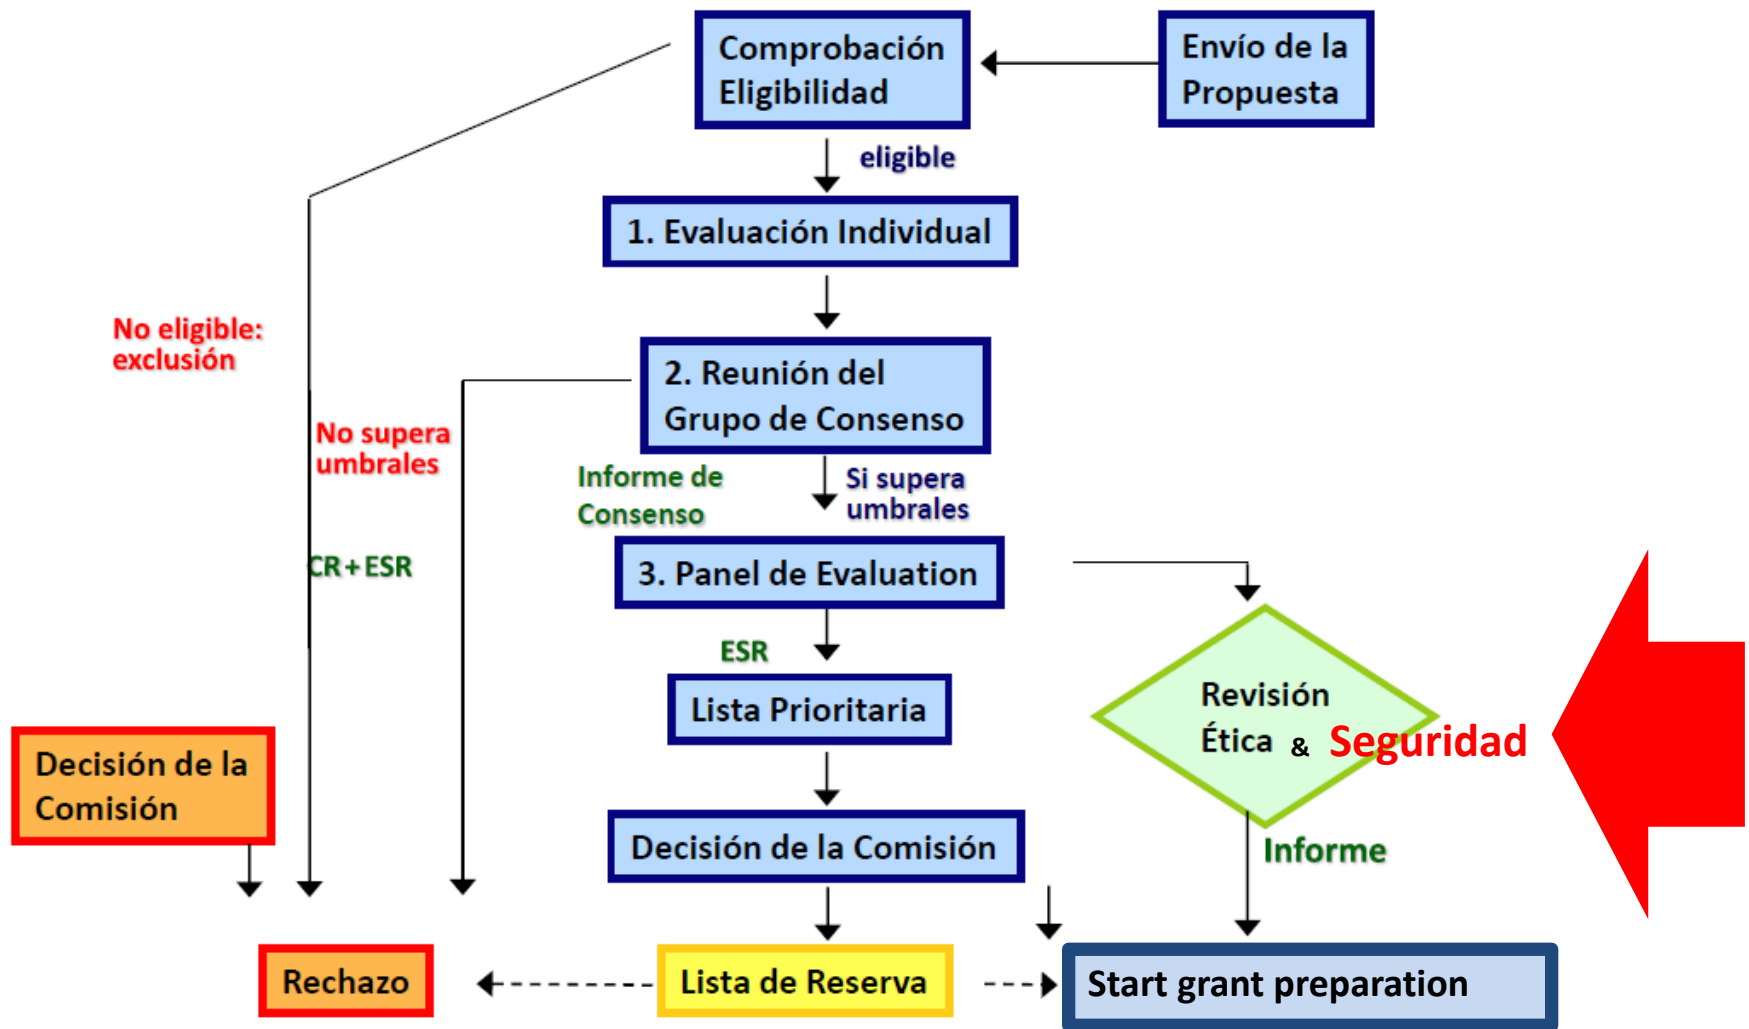 Comprobación
Eligibilidad
Envío de la
Propuesta
eligible
1. Evaluación Individual
No eligible:
exclusión
2. Reunión del
Grupo de Consenso
No supera
umbrales
Informe de
Consenso
Si supera
umbrales
CR+ESR
3. Panel de Evaluation
ESR
Lista Prioritaria
Revisión
Ética & Seguridad
Decisión de la
Comisión
Decisión de la Comisión
Informe
Rechazo
Lista de Reserva
Start grant preparation